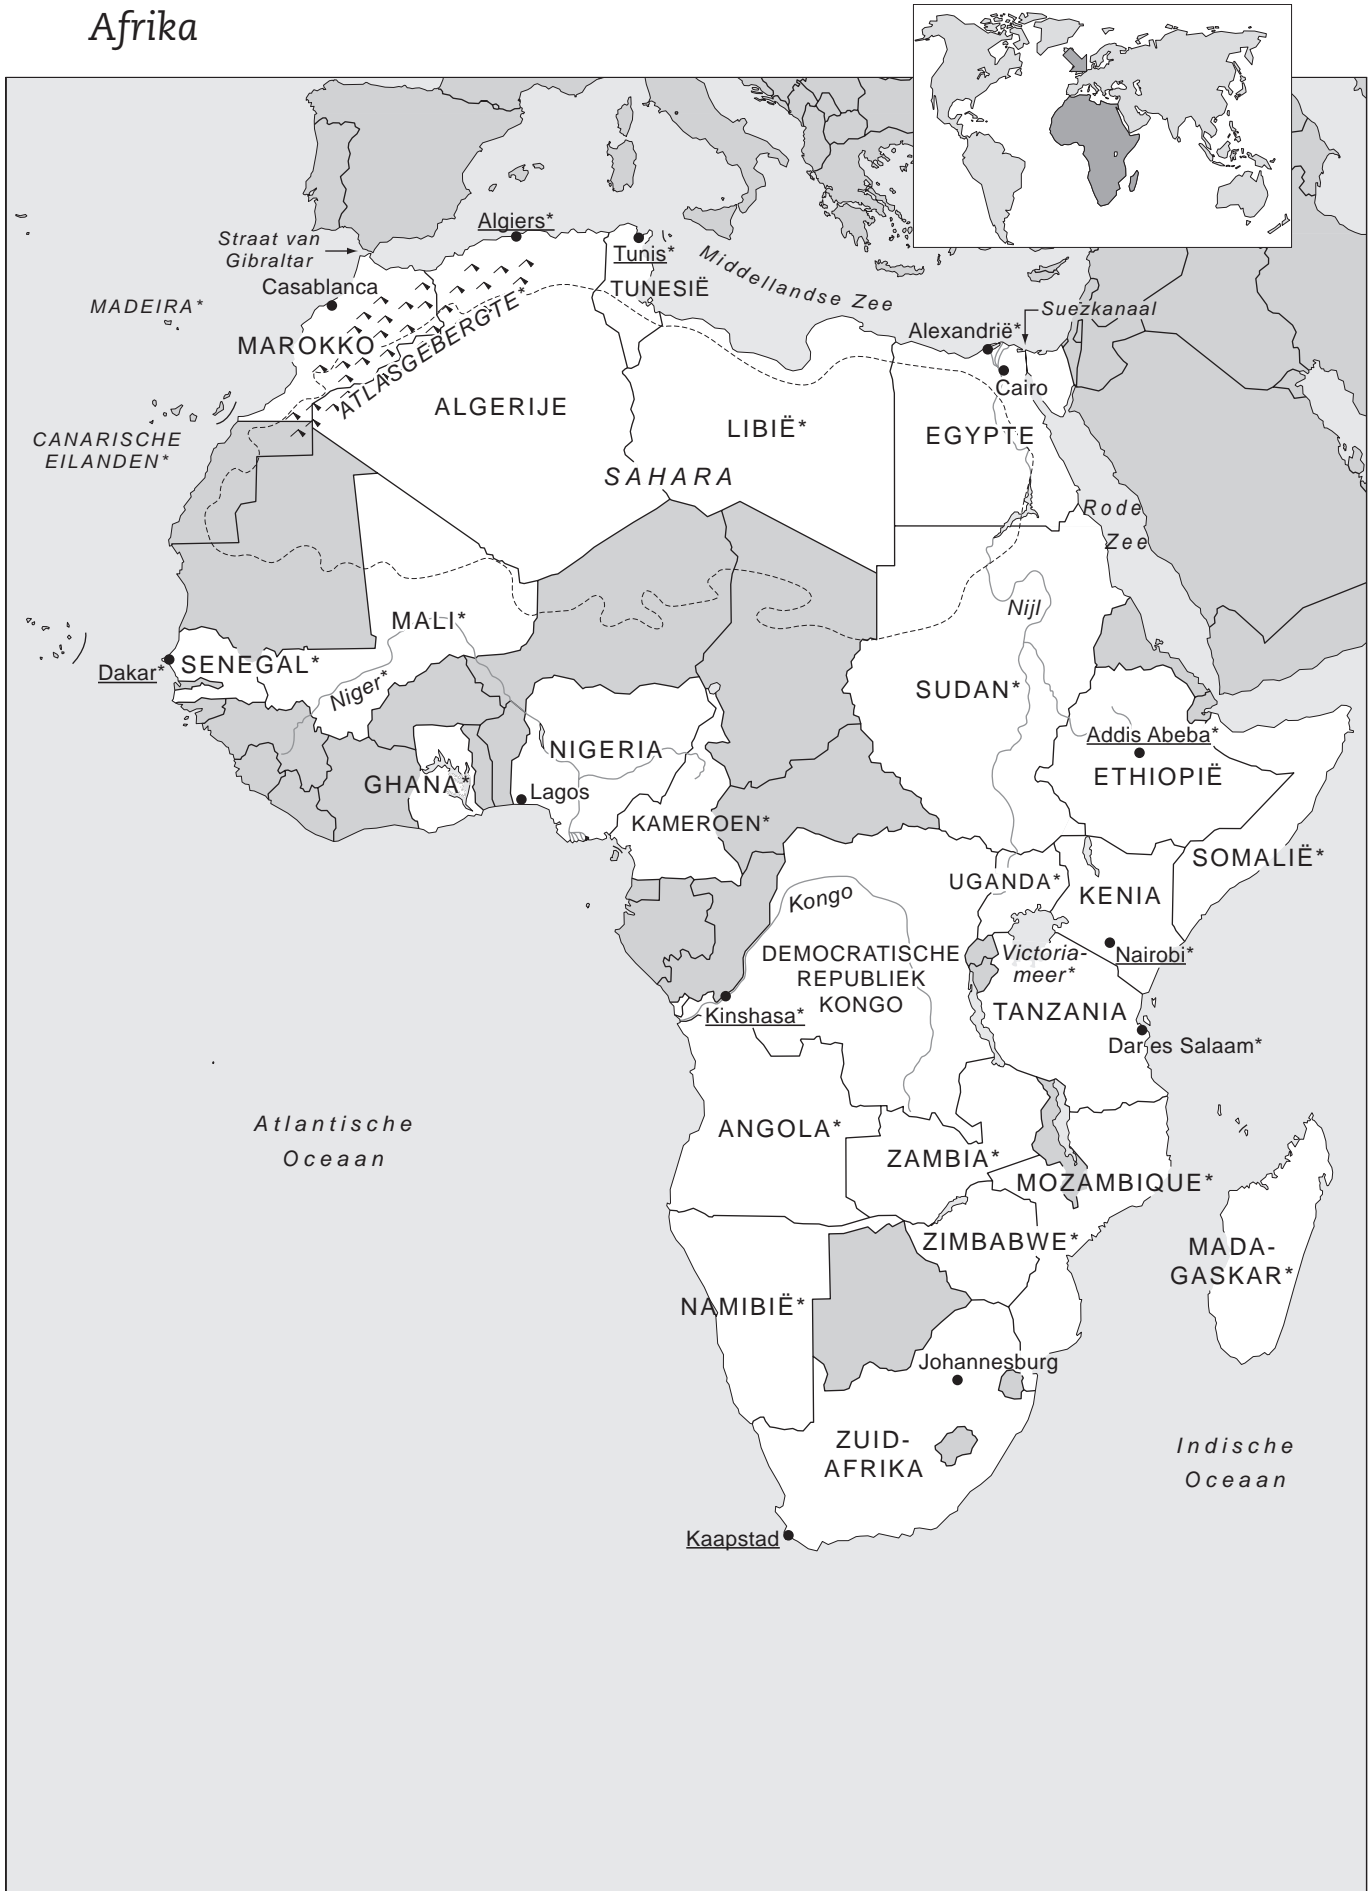 Afrika
Algiers*
Straat van
Gibraltar
Tunis*
Middellandse Zee
Casablanca
TUNESIË
MADEIRA*
Suezkanaal
Alexandrië*
MAROKKO
ATLASGEBERGTE*
Cairo
ALGERIJE
LIBIË*
EGYPTE
CANARISCHE
EILANDEN*
SAHARA
Rode
Zee
Nijl
MALI*
Dakar*
SENEGAL*
Niger*
SUDAN*
Addis Abeba*
NIGERIA
ETHIOPIË
GHANA*
Lagos
KAMEROEN*
SOMALIË*
UGANDA*
KENIA
Kongo
DEMOCRATISCHE
REPUBLIEK
KONGO
Victoria-
meer*
Nairobi*
Kinshasa*
TANZANIA
Dar es Salaam*
Atlantische
Oceaan
ANGOLA*
ZAMBIA*
MOZAMBIQUE*
ZIMBABWE*
MADA-
GASKAR*
NAMIBIË*
Johannesburg
ZUID-
AFRIKA
Indische
Oceaan
Kaapstad